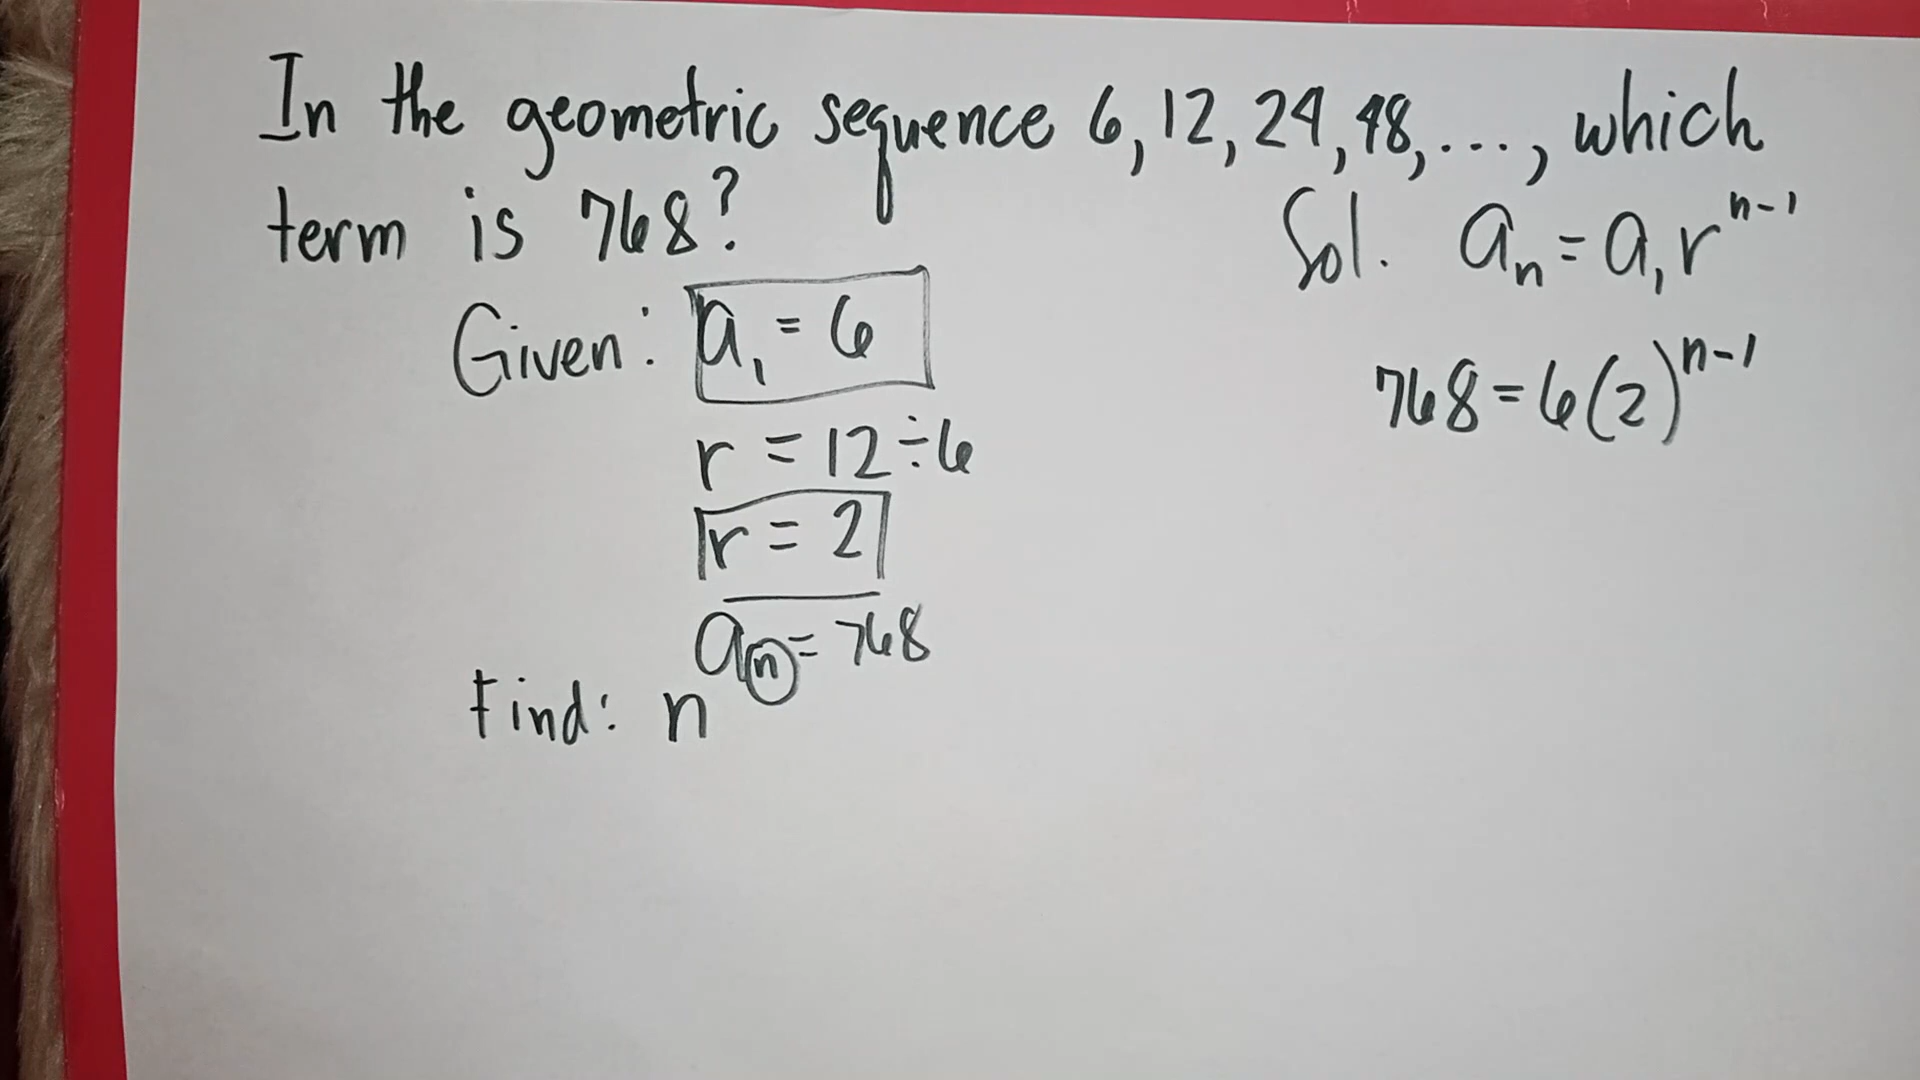 In the geometric sequence 6, 12, 24, 48, ..., which
term is 768?
Given: a₁ = 6
r = 12 ÷ 6
r = 2
aₙ = 768
Find: n
Sol. aₙ = a₁rⁿ⁻¹
768 = 6(2)ⁿ⁻¹